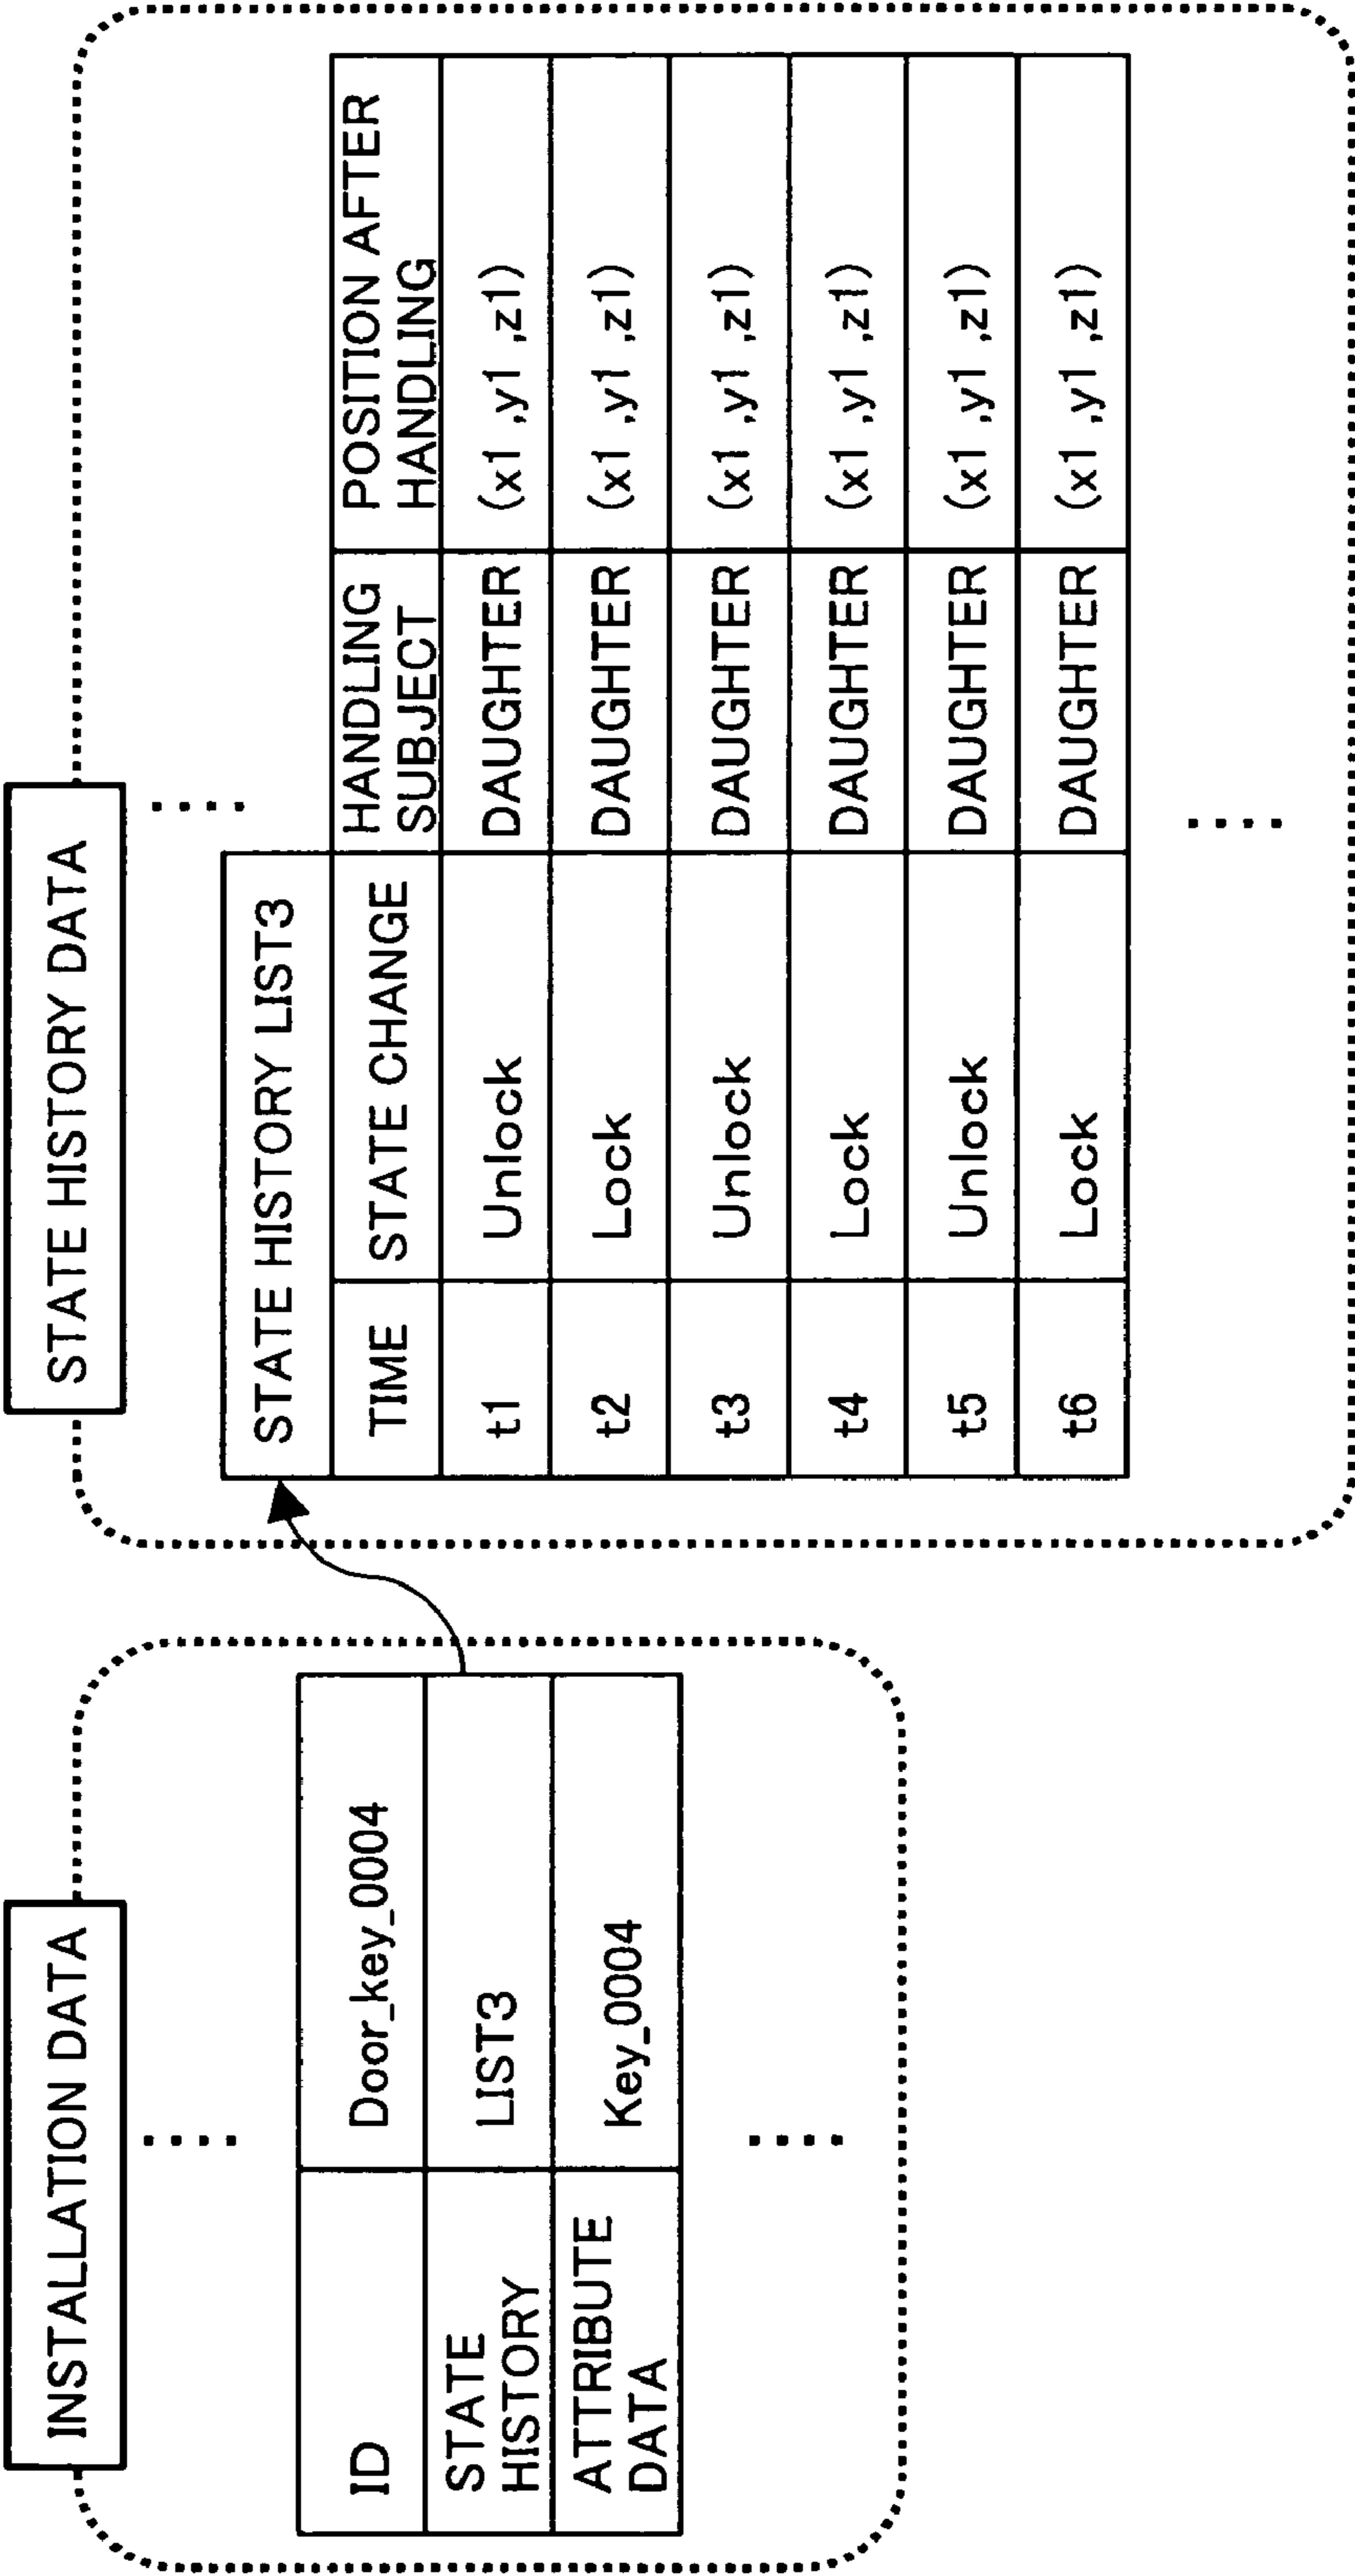 INSTALLATION DATA
....
ID Door_key_0004
STATE
HISTORY LIST3
ATTRIBUTE
DATA Key_0004
....
STATE HISTORY DATA
....
STATE HISTORY LIST3
TIME STATE CHANGE HANDLING
SUBJECT POSITION AFTER
HANDLING
t1 Unlock DAUGHTER (x1 ,y1 ,z1)
t2 Lock DAUGHTER (x1 ,y1 ,z1)
t3 Unlock DAUGHTER (x1 ,y1 ,z1)
t4 Lock DAUGHTER (x1 ,y1 ,z1)
t5 Unlock DAUGHTER (x1 ,y1 ,z1)
t6 Lock DAUGHTER (x1 ,y1 ,z1)
....